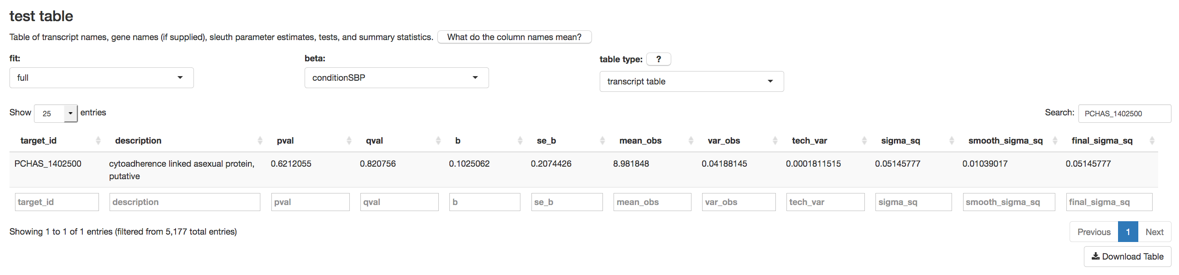 test table
Table of transcript names, gene names (if supplied), sleuth parameter estimates, tests, and summary statistics. What do the column names mean?
fit: beta: table type: ?
full conditionSBP transcript table
Show 25 entries Search: PCHAS_1402500
target_id description pval qval b se_b mean_obs var_obs tech_var sigma_sq smooth_sigma_sq final_sigma_sq
PCHAS_1402500 cytoadherence linked asexual protein, 0.6212055 0.820756 0.1025062 0.2074426 8.981848 0.04188145 0.0001811515 0.05145777 0.01039017 0.05145777
putative
target_id description pval qval b se_b mean_obs var_obs tech_var sigma_sq smooth_sigma_sq final_sigma_sq
Showing 1 to 1 of 1 entries (filtered from 5,177 total entries) Previous 1 Next
Download Table